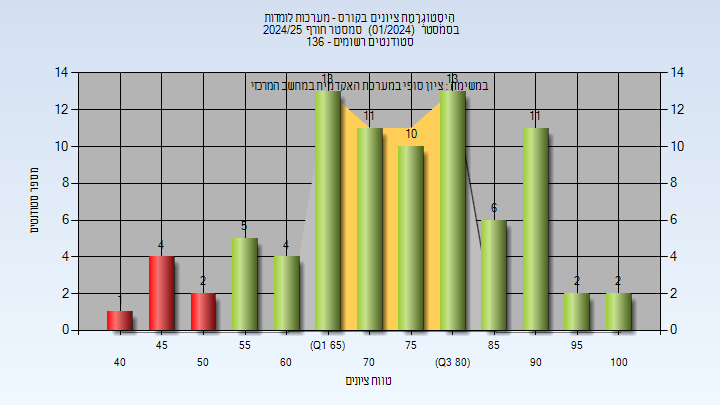 היסטוגרמת ציונים בקורס - מערכות לומדות
בסמסטר (01/2024) סמסטר חורף 2024/25
סטודנטים רשומים - 136
במשימה : ציון סופי במערכת האקדמית במחשב המרכזי
מספר סטודנטים
14 14
12 12
10 10
8 8
6 6
4 4
2 2
0 0
1 4 2 5 4 13 11 10 13 6 11 2 2
45 55 (Q1 65) 75 85 95
40 50 60 70 (Q3 80) 90 100
טווח ציונים